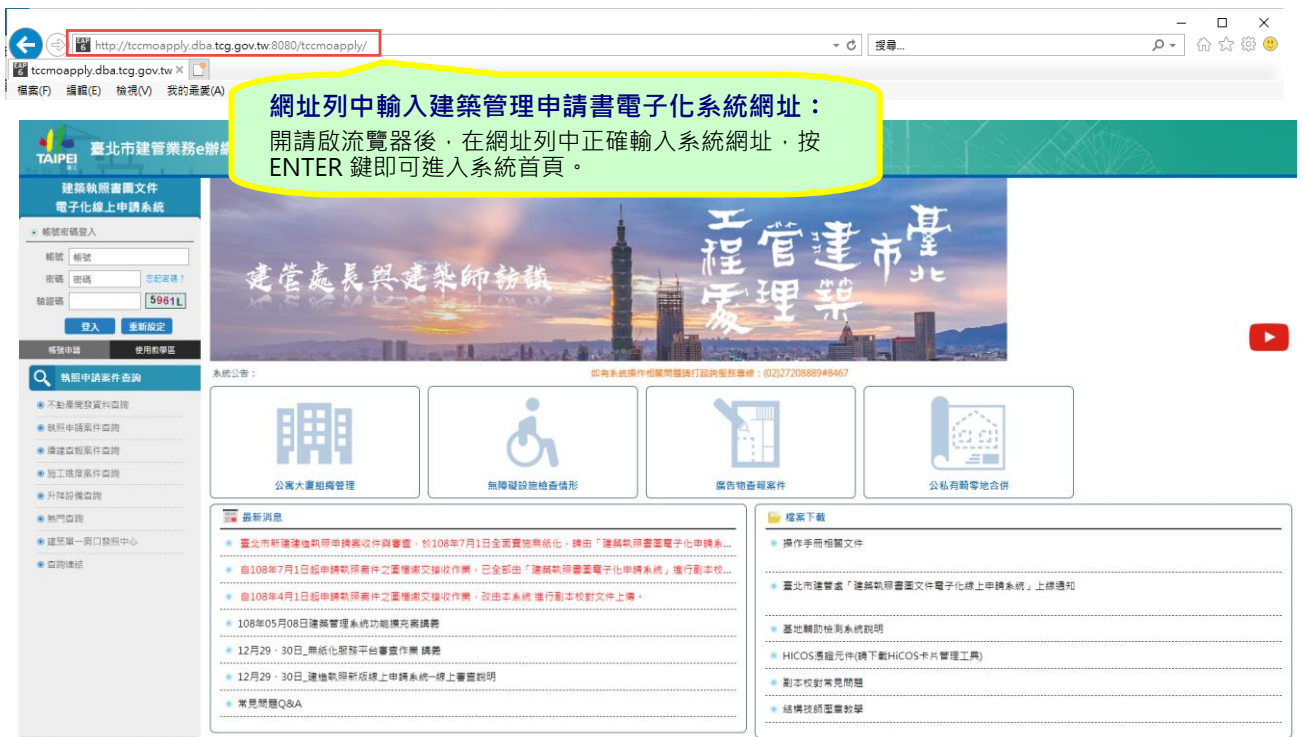 http://tccmoapply.dba.tcg.gov.tw:8080/tccmoapply/
搜尋...
tccmoapply.dba.tcg.gov.tw
檔案(F) 編輯(E) 檢視(V) 我的最愛(A)
網址列中輸入建築管理申請書電子化系統網址：
開請啟流覽器後，在網址列中正確輸入系統網址，按
ENTER 鍵即可進入系統首頁。
TAIPEI
臺北市建管業務e辦
建築執照書圖文件
電子化線上申請系統
帳號密碼登入
帳號 帳號
密碼 密碼 忘記密碼？
驗證碼 5961L
登入 重新設定
帳號申請 使用教學區
執照申請案件查詢
不動產開發資料查詢
執照申請案件查詢
違建查報案件查詢
施工進度案件查詢
升降設備查詢
熱門查詢
建築單一窗口發照中心
查詢連結
建管處長與建築師訪談
臺北市建築管理工程處
系統公告：
如有系統操作相關問題請打諮詢服務專線：(02)27208889#8467
公寓大廈組織管理
無障礙設施檢查情形
廣告物查報案件
公私有畸零地合併
最新消息
臺北市新建建造執照申請案收件與審查，於108年7月1日全面實施無紙化，請由「建築執照書圖電子化申請系...
自108年7月1日起申請執照案件之圖檔繳交接收作業，已全部由「建築執照書圖電子化申請系統」進行副本校...
自108年4月1日起申請執照案件之圖檔繳交接收作業，改由本系統 進行副本校對文件上傳。
108年05月08日建築管理系統功能擴充案講義
12月29、30日_無紙化服務平台審查作業 講義
12月29、30日_建造執照新版線上申請系統─線上審查說明
常見問題Q&A
檔案下載
操作手冊相關文件
臺北市建管處「建築執照書圖文件電子化線上申請系統」上線通知
基地輔助檢測系統說明
HICOS憑證元件(請下載HiCOS卡片管理工具)
副本校對常見問題
結構技師壓章教學